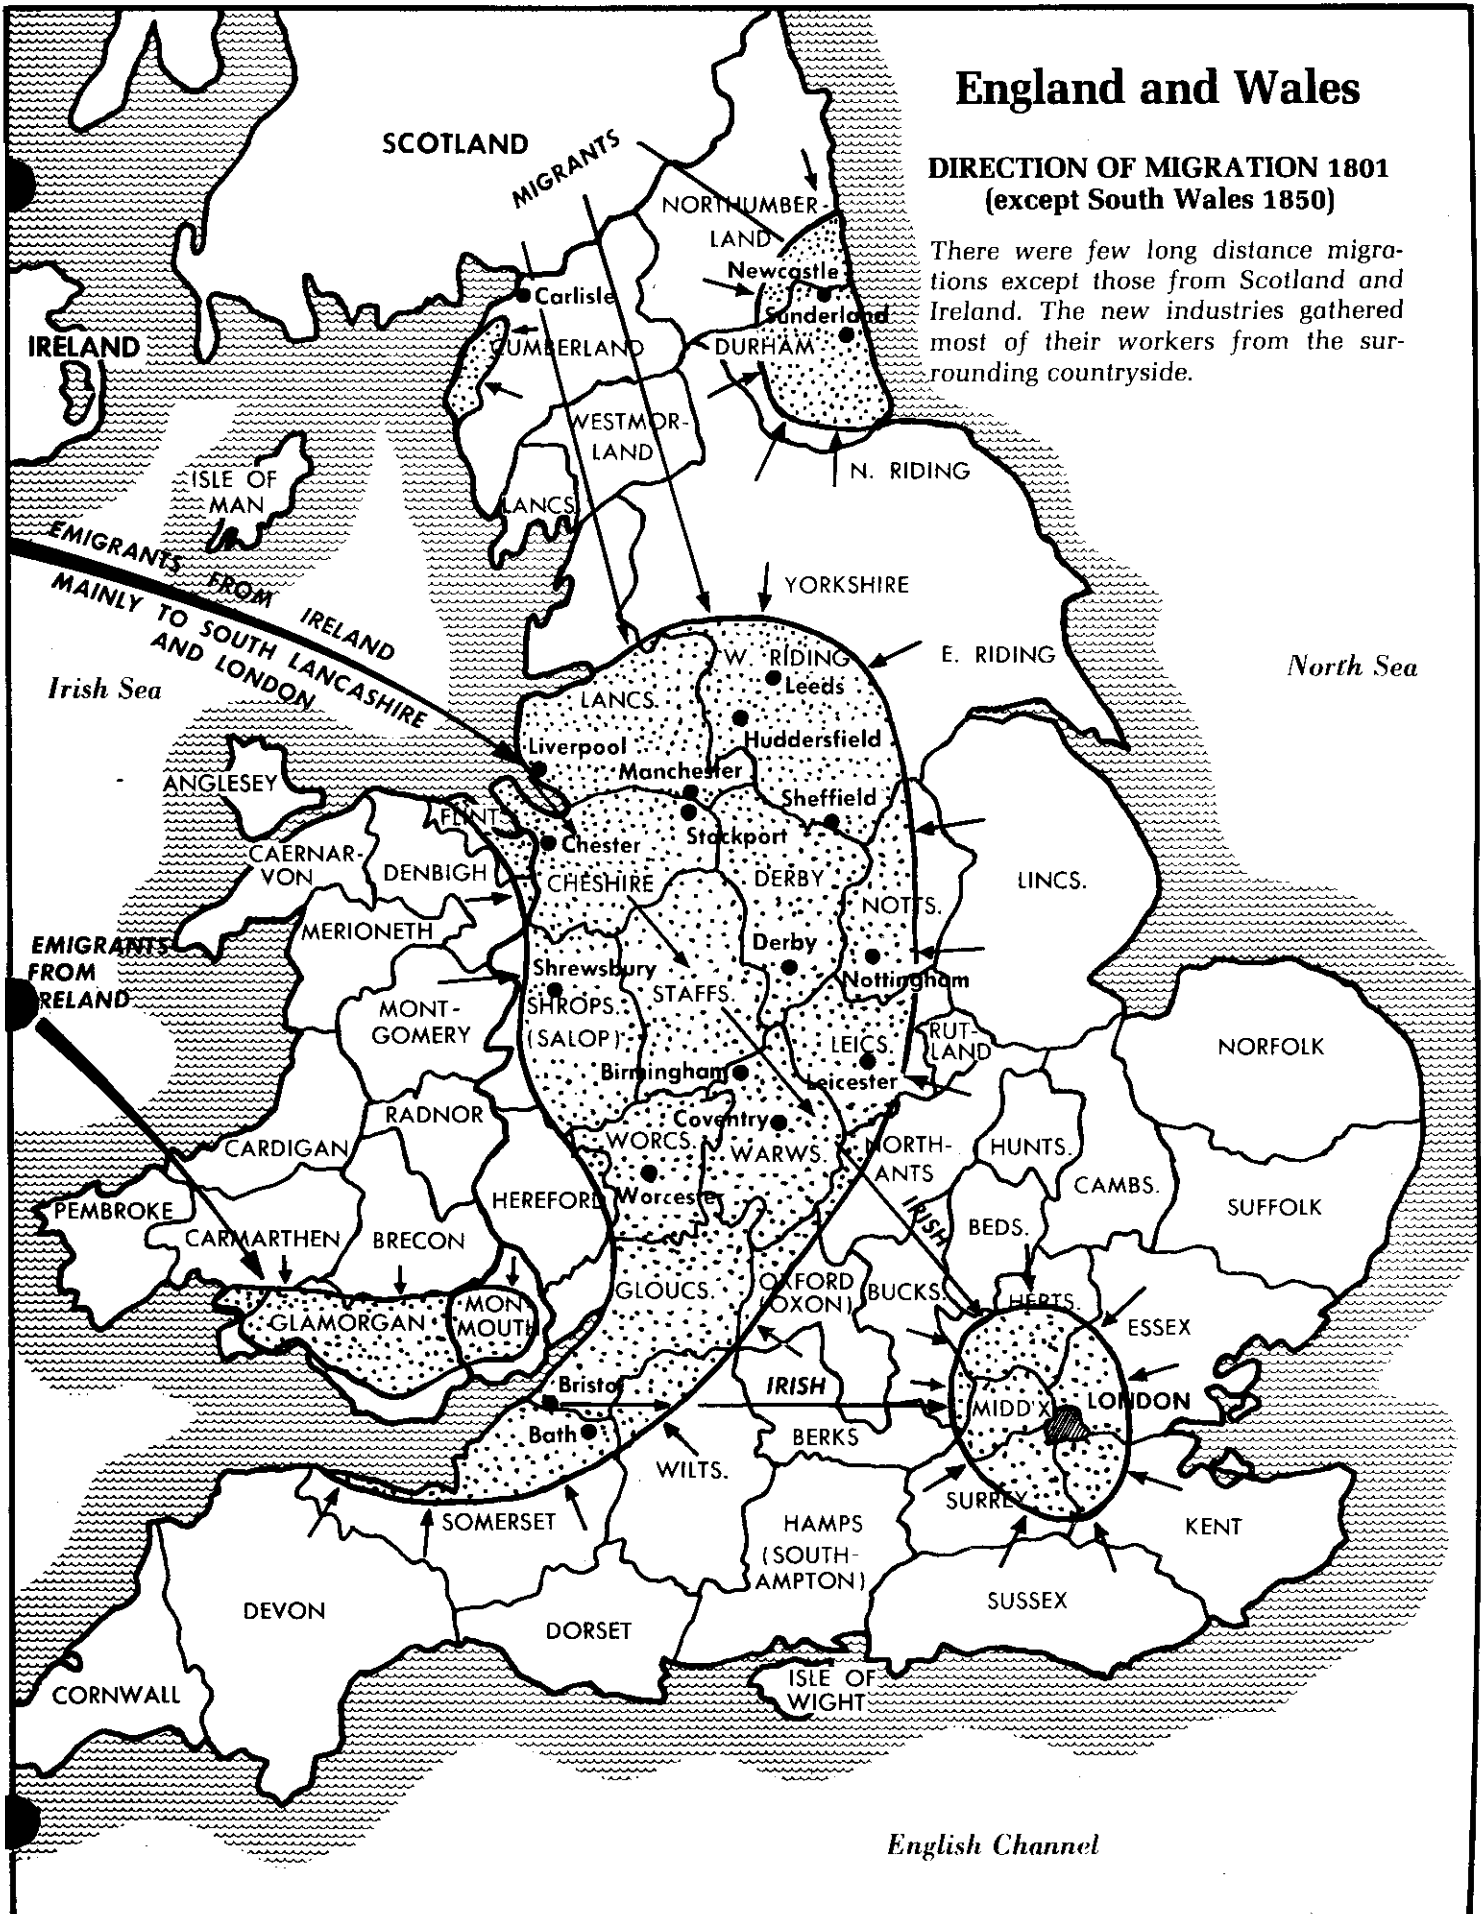 England and Wales
DIRECTION OF MIGRATION 1801
(except South Wales 1850)
There were few long distance migra-
tions except those from Scotland and
Ireland. The new industries gathered
most of their workers from the sur-
rounding countryside.
SCOTLAND
MIGRANTS
NORTHUMBER-
LAND
Newcastle
Carlisle
Sunderland
IRELAND
CUMBERLAND
DURHAM
WESTMOR-
LAND
N. RIDING
ISLE OF
MAN
LANCS.
EMIGRANTS FROM IRELAND
MAINLY TO SOUTH LANCASHIRE
AND LONDON
YORKSHIRE
W. RIDING
E. RIDING
North Sea
Irish Sea
Leeds
LANCS.
Huddersfield
Liverpool
Manchester
ANGLESEY
Sheffield
FLINT
Stockport
Chester
CAERNAR-
VON
DENBIGH
CHESHIRE
DERBY
LINCS.
NOTTS.
MERIONETH
EMIGRANTS
FROM
IRELAND
Derby
Shrewsbury
Nottingham
STAFFS.
SHROPS.
(SALOP)
MONT-
GOMERY
LEICS.
RUT-
LAND
NORFOLK
Birmingham
Leicester
RADNOR
Coventry
CARDIGAN
WORCS.
WARWS.
NORTH-
ANTS
HUNTS.
CAMBS.
HEREFORD
Worcester
PEMBROKE
IRISH
BEDS.
SUFFOLK
CARMARTHEN
BRECON
GLOUCS.
OXFORD
(OXON)
BUCKS.
HERTS.
GLAMORGAN
MON-
MOUTH
ESSEX
Bristol
IRISH
MIDD'X
LONDON
Bath
BERKS
WILTS.
SURREY
SOMERSET
HAMPS
(SOUTH-
AMPTON)
KENT
DEVON
DORSET
SUSSEX
CORNWALL
ISLE OF
WIGHT
English Channel